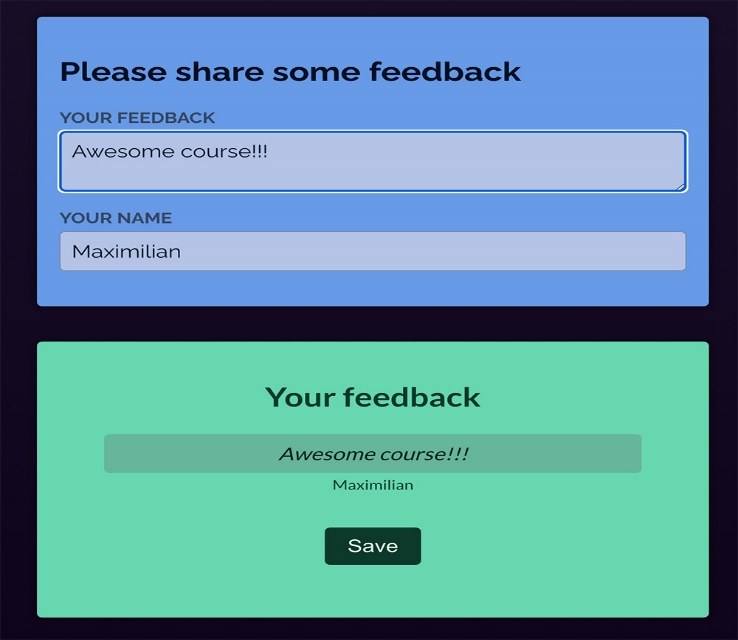 Please share some feedback
YOUR FEEDBACK
Awesome course!!!
YOUR NAME
Maximilian
Your feedback
Awesome course!!!
Maximilian
Save